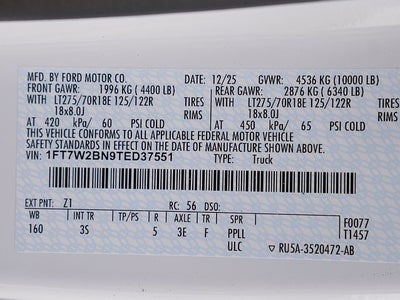 MFD. BY FORD MOTOR CO. 12/25 GVWR: 4536 KG (10000 LB)
FRONT GAWR: 1996 KG (4400 LB) REAR GAWR: 2876 KG (6340 LB)
WITH LT275/70R18E 125/122R TIRES WITH LT275/70R18E 125/122R TIRES
18x8.0J RIMS 18x8.0J RIMS
AT 420 kPa/ 60 PSI COLD AT 450 kPa/ 65 PSI COLD
THIS VEHICLE CONFORMS TO ALL APPLICABLE FEDERAL MOTOR VEHICLE
SAFETY STANDARDS IN EFFECT ON THE DATE OF MANUFACTURE SHOWN ABOVE.
VIN: 1FT7W2BN9TED37551 TYPE: Truck
EXT PNT: Z1 RC: 56 DSO:
WB INT TR TP/PS R AXLE TR SPR F0077
160 3S 5 3E F PPLL T1457
ULC ▽ RU5A-3520472-AB